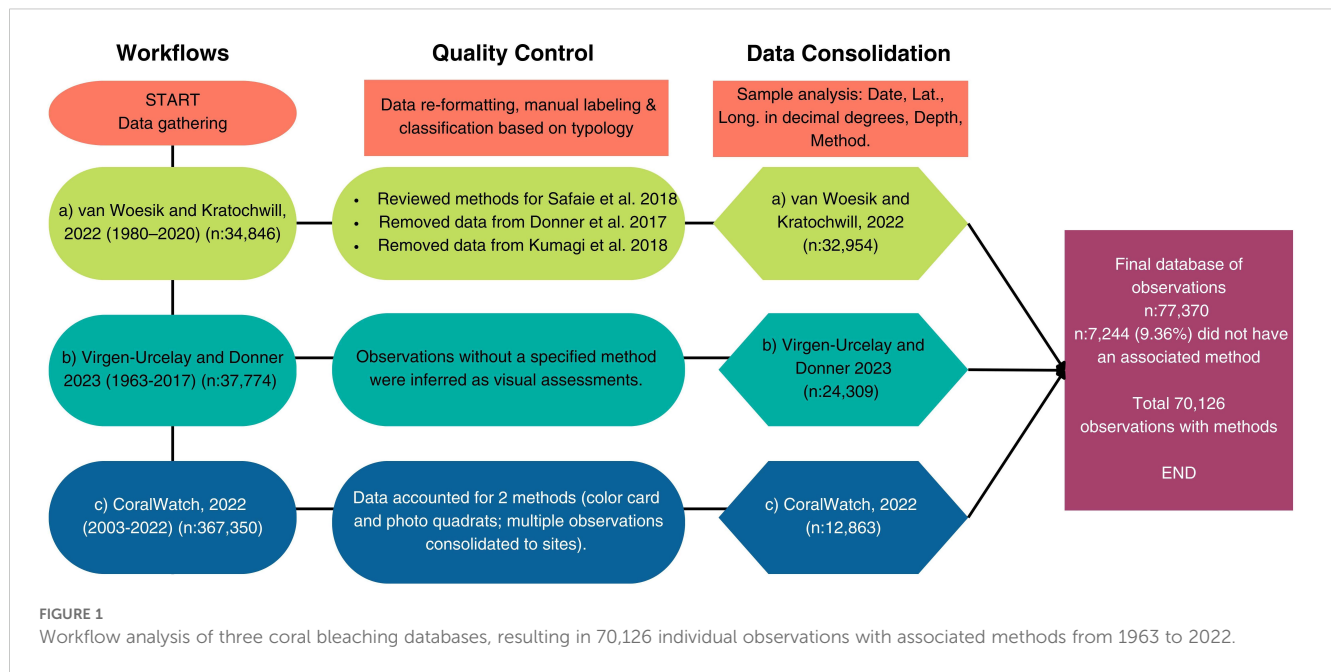 Workflows
Quality Control
Data Consolidation
START
Data gathering
Data re-formatting, manual labeling &
classification based on typology
Sample analysis: Date, Lat.,
Long. in decimal degrees, Depth,
Method.
a) van Woesik and Kratochwill,
2022 (1980–2020) (n:34,846)
• Reviewed methods for Safaie et al. 2018
• Removed data from Donner et al. 2017
• Removed data from Kumagi et al. 2018
a) van Woesik and
Kratochwill, 2022
(n:32,954)
b) Virgen-Urcelay and Donner
2023 (1963-2017) (n:37,774)
Observations without a specified method
were inferred as visual assessments.
b) Virgen-Urcelay and
Donner 2023
(n:24,309)
c) CoralWatch, 2022
(2003-2022) (n:367,350)
Data accounted for 2 methods (color card
and photo quadrats; multiple observations
consolidated to sites).
c) CoralWatch, 2022
(n:12,863)
Final database of
observations
n:77,370
n:7,244 (9.36%) did not have
an associated method
Total 70,126
observations with methods
END
FIGURE 1
Workflow analysis of three coral bleaching databases, resulting in 70,126 individual observations with associated methods from 1963 to 2022.